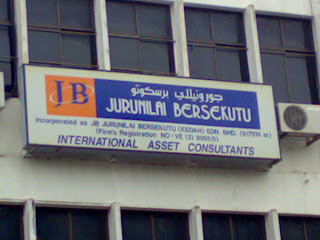 جورونيلاي برسکوتو
JB JURUNILAI BERSEKUTU
incorporated as JB JURUNILAI BERSEKUTU (KEDAH) SDN BHD
(Firm's Registration NO
INTERNATIONAL ASSET CONSULTANTS